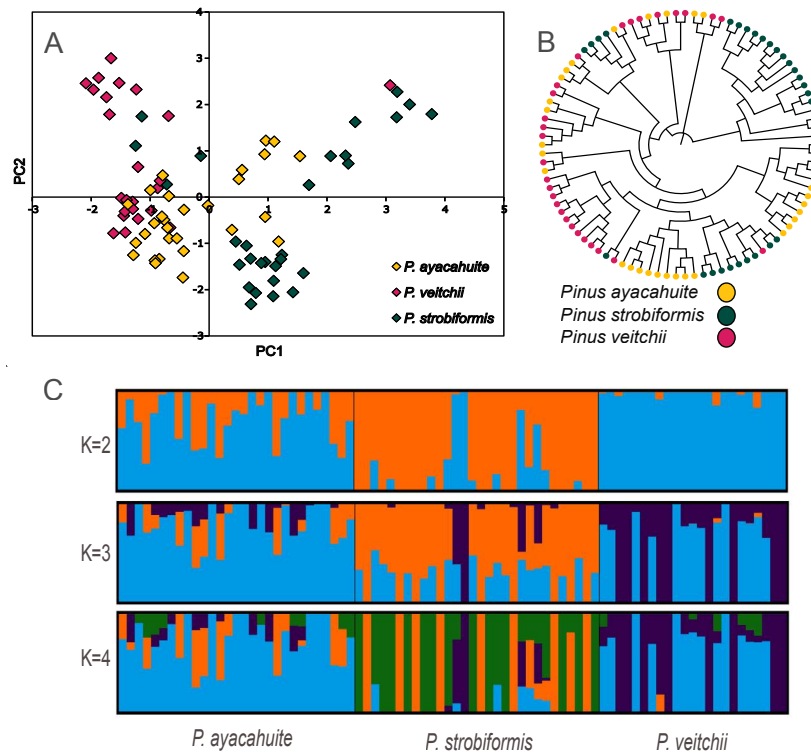 A
4
3
2
1
0
-1
-2
-3
-3
-2
-1
0
1
2
3
4
5
PC2
PC1
P. ayacahuite
P. veitchii
P. strobiformis
B
Pinus ayacahuite
Pinus strobiformis
Pinus veitchii
C
K=2
K=3
K=4
P. ayacahuite
P. strobiformis
P. veitchii